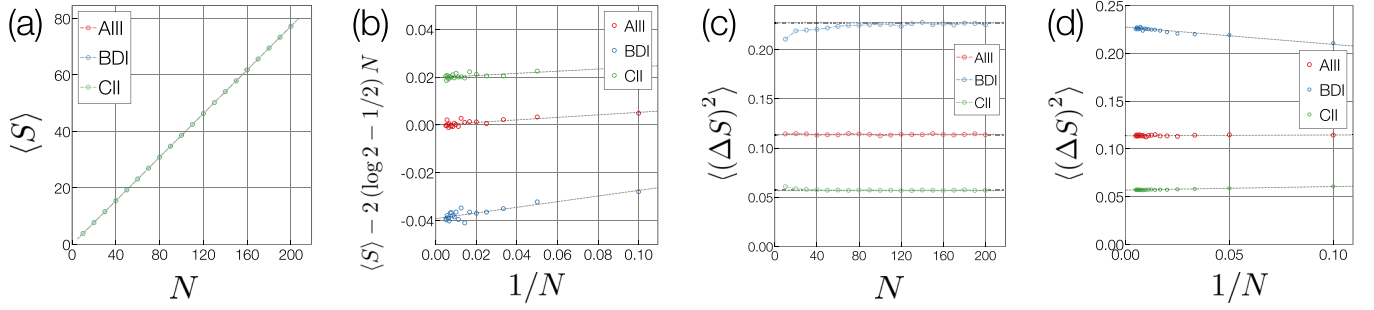 (a)
AIII
BDI
CII
⟨S⟩
80
60
40
20
0
0 40 80 120 160 200
N
(b)
AIII
BDI
CII
⟨S⟩ − 2 (log 2 − 1/2) N
0.04
0.02
0.00
-0.02
-0.04
0.00 0.02 0.04 0.06 0.08 0.10
1/N
(c)
AIII
BDI
CII
⟨(ΔS)²⟩
0.20
0.15
0.10
0.05
0.00
0 40 80 120 160 200
N
(d)
AIII
BDI
CII
⟨(ΔS)²⟩
0.25
0.20
0.15
0.10
0.05
0.00
0.00 0.05 0.10
1/N